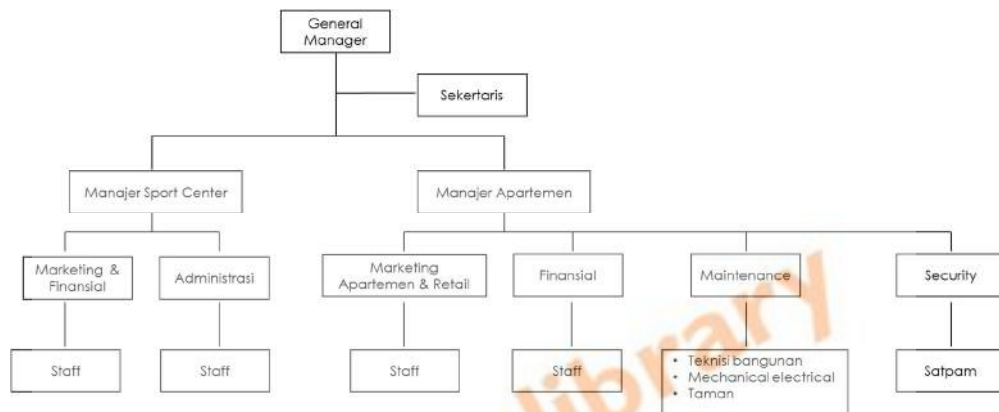 General
Manager
Sekertaris
Manajer Sport Center
Manajer Apartemen
Marketing &
Finansial
Administrasi
Marketing
Apartemen & Retail
Finansial
Maintenance
Security
Staff
Staff
Staff
Staff
• Teknisi bangunan
• Mechanical electrical
• Taman
Satpam
library